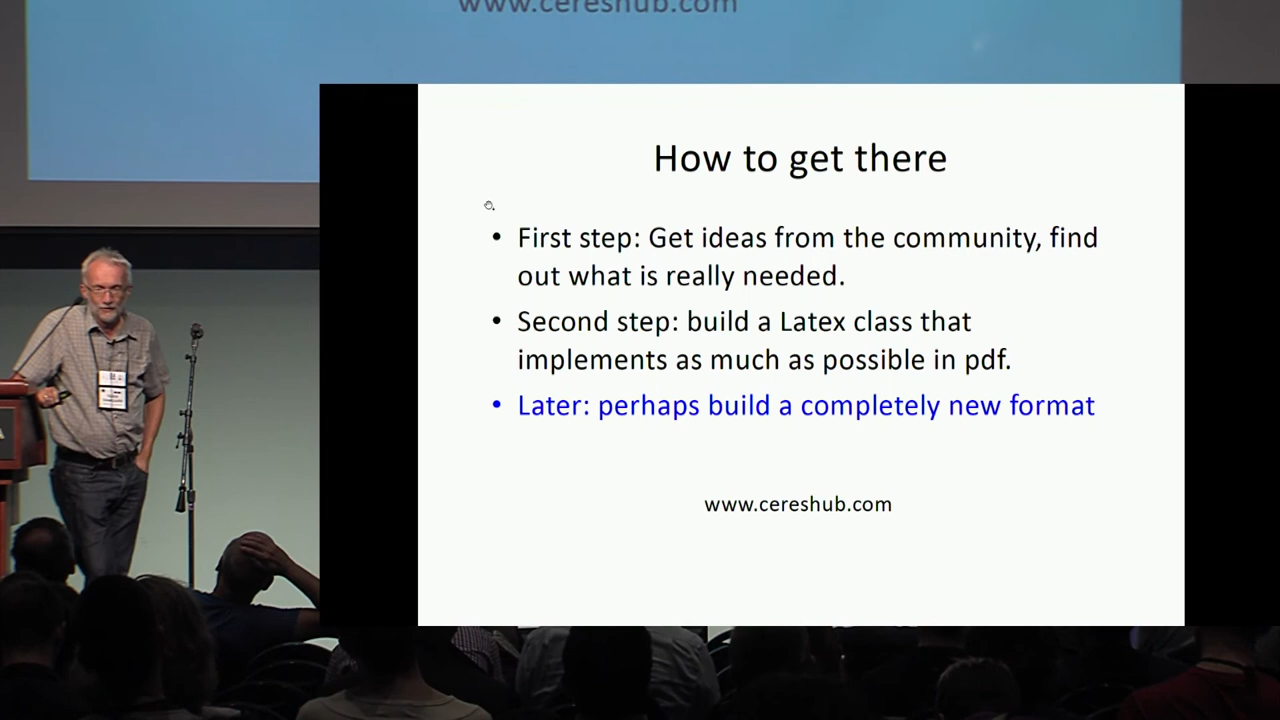 www.cereshub.com
How to get there
• First step: Get ideas from the community, find
out what is really needed.
• Second step: build a Latex class that
implements as much as possible in pdf.
• Later: perhaps build a completely new format
www.cereshub.com